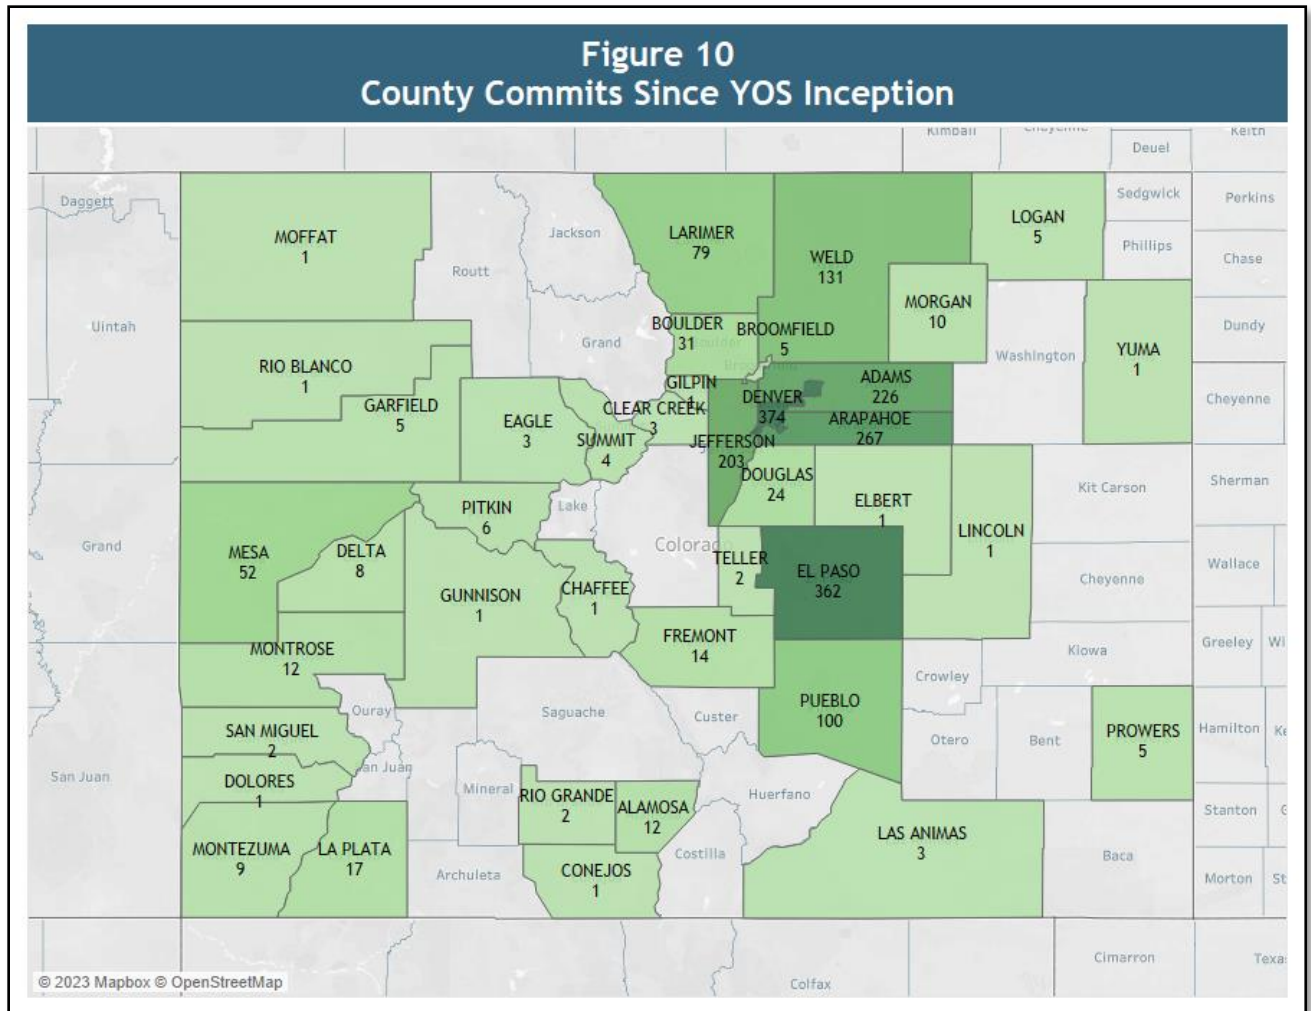 Figure 10
County Commits Since YOS Inception
Kimball
Cheyenne
Keith
Deuel
Daggett
Sedgwick
Perkins
MOFFAT
1
Routt
Jackson
LARIMER
79
WELD
131
LOGAN
5
Phillips
Chase
Uintah
Grand
MORGAN
10
Washington
YUMA
1
Dundy
BOULDER
31
Boulder
BROOMFIELD
5
RIO BLANCO
1
GARFIELD
5
EAGLE
3
GILPIN
1
CLEAR CREEK
3
SUMMIT
4
DENVER
374
ADAMS
226
ARAPAHOE
267
Cheyenne
JEFFERSON
203
DOUGLAS
24
ELBERT
1
LINCOLN
1
Kit Carson
Sherman
Grand
MESA
52
DELTA
8
PITKIN
6
Lake
Colorado
TELLER
2
EL PASO
362
Cheyenne
Wallace
GUNNISON
1
CHAFFEE
1
FREMONT
14
Kiowa
Greeley
Wi
MONTROSE
12
Ouray
Saguache
Custer
PUEBLO
100
Crowley
Otero
Bent
PROWERS
5
Hamilton
Ke
SAN MIGUEL
2
San Juan
an Juan
DOLORES
1
Mineral
RIO GRANDE
2
ALAMOSA
12
Huerfano
Stanton
G
MONTEZUMA
9
LA PLATA
17
Archuleta
CONEJOS
1
Costilla
LAS ANIMAS
3
Baca
Morton
St
© 2023 Mapbox © OpenStreetMap
Colfax
Cimarron
Texa